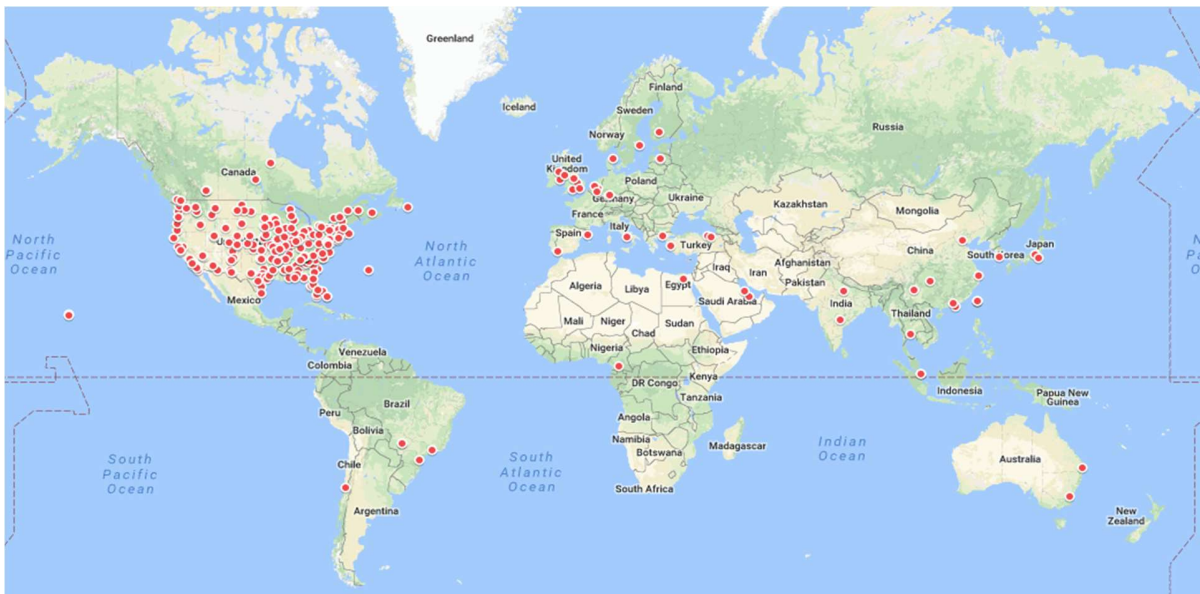 Greenland
Iceland
Finland
Sweden
Norway
Russia
United
Kingdom
Canada
Poland
Germany
Ukraine
Kazakhstan
Mongolia
France
Italy
Spain
Turkey
North
Pacific
Ocean
North
Atlantic
Ocean
China
Japan
South Korea
Afghanistan
Iraq
Iran
Pakistan
Algeria
Libya
Egypt
Saudi Arabia
India
Mexico
Thailand
Mali
Niger
Chad
Sudan
Nigeria
Ethiopia
Venezuela
Colombia
DR Congo
Kenya
Tanzania
Indonesia
Papua New
Guinea
Brazil
Peru
Bolivia
Angola
Namibia
Botswana
Madagascar
Indian
Ocean
South
Pacific
Ocean
South
Atlantic
Ocean
Chile
Australia
South Africa
Argentina
New
Zealand